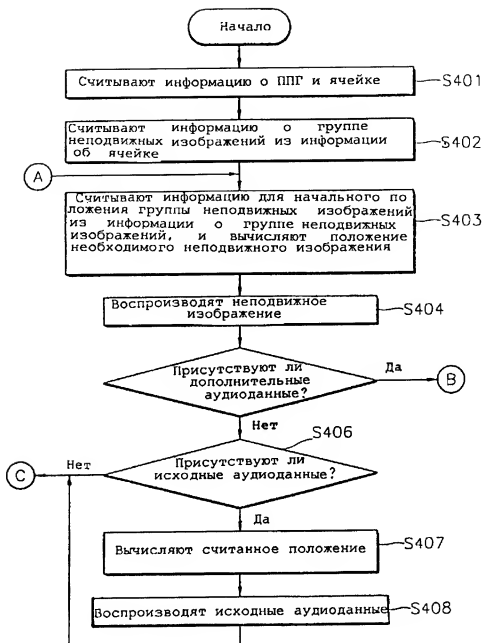 Начало
Считывают информацию о ППГ и ячейке
S401
Считывают информацию о группе
неподвижных изображений из информации
об ячейке
S402
A
Считывают информацию для начального по
ложения группы неподвижных изображений
из информации о группе неподвижных
изображений, и вычисляют положение
необходимого неподвижного изображения
S403
Воспроизводят неподвижное
изображение
S404
Присутствуют ли
дополнительные
аудиоданные?
Да
B
Нет
S406
Присутствуют ли
исходные аудиоданные?
Нет
C
Да
Вычисляют считанное положение
S407
Воспроизводят исходные аудиоданные
S408